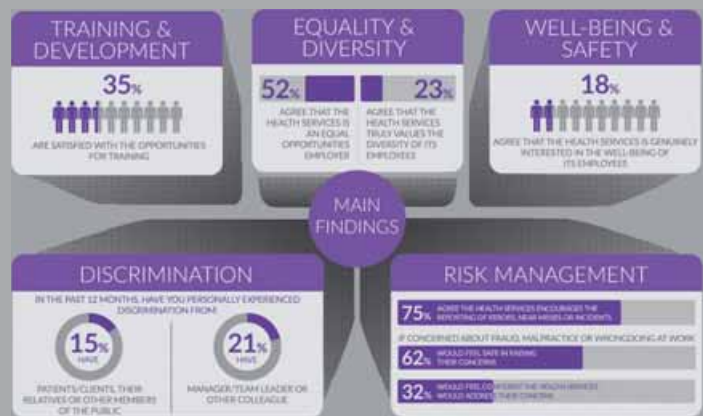 TRAINING &
DEVELOPMENT
35%
ARE SATISFIED WITH THE OPPORTUNITIES
FOR TRAINING
EQUALITY &
DIVERSITY
52%
AGREE THAT THE
HEALTH SERVICES IS
AN EQUAL
OPPORTUNITIES
EMPLOYER
23%
AGREE THAT THE
HEALTH SERVICES
TRULY VALUES THE
DIVERSITY OF ITS
EMPLOYEES
WELL-BEING &
SAFETY
18%
AGREE THAT THE HEALTH SERVICES IS GENUINELY
INTERESTED IN THE WELL-BEING OF
ITS EMPLOYEES
MAIN
FINDINGS
DISCRIMINATION
IN THE PAST 12 MONTHS, HAVE YOU PERSONALLY EXPERIENCED
DISCRIMINATION FROM:
15%
HAVE
PATIENTS/CLIENTS, THEIR
RELATIVES OR OTHER MEMBERS
OF THE PUBLIC
21%
HAVE
MANAGER/TEAM LEADER OR
OTHER COLLEAGUE
RISK MANAGEMENT
75% AGREE THE HEALTH SERVICES ENCOURAGES THE
REPORTING OF ERRORS, NEAR MISSES OR INCIDENTS
IF CONCERNED ABOUT FRAUD, MALPRACTICE OR WRONGDOING AT WORK
62% WOULD FEEL SAFE IN
THEIR CONCERNS
32% WOULD FEEL CONFIDENT THE HEALTH SERVICES
WOULD ADDRESS THEIR CONCERNS